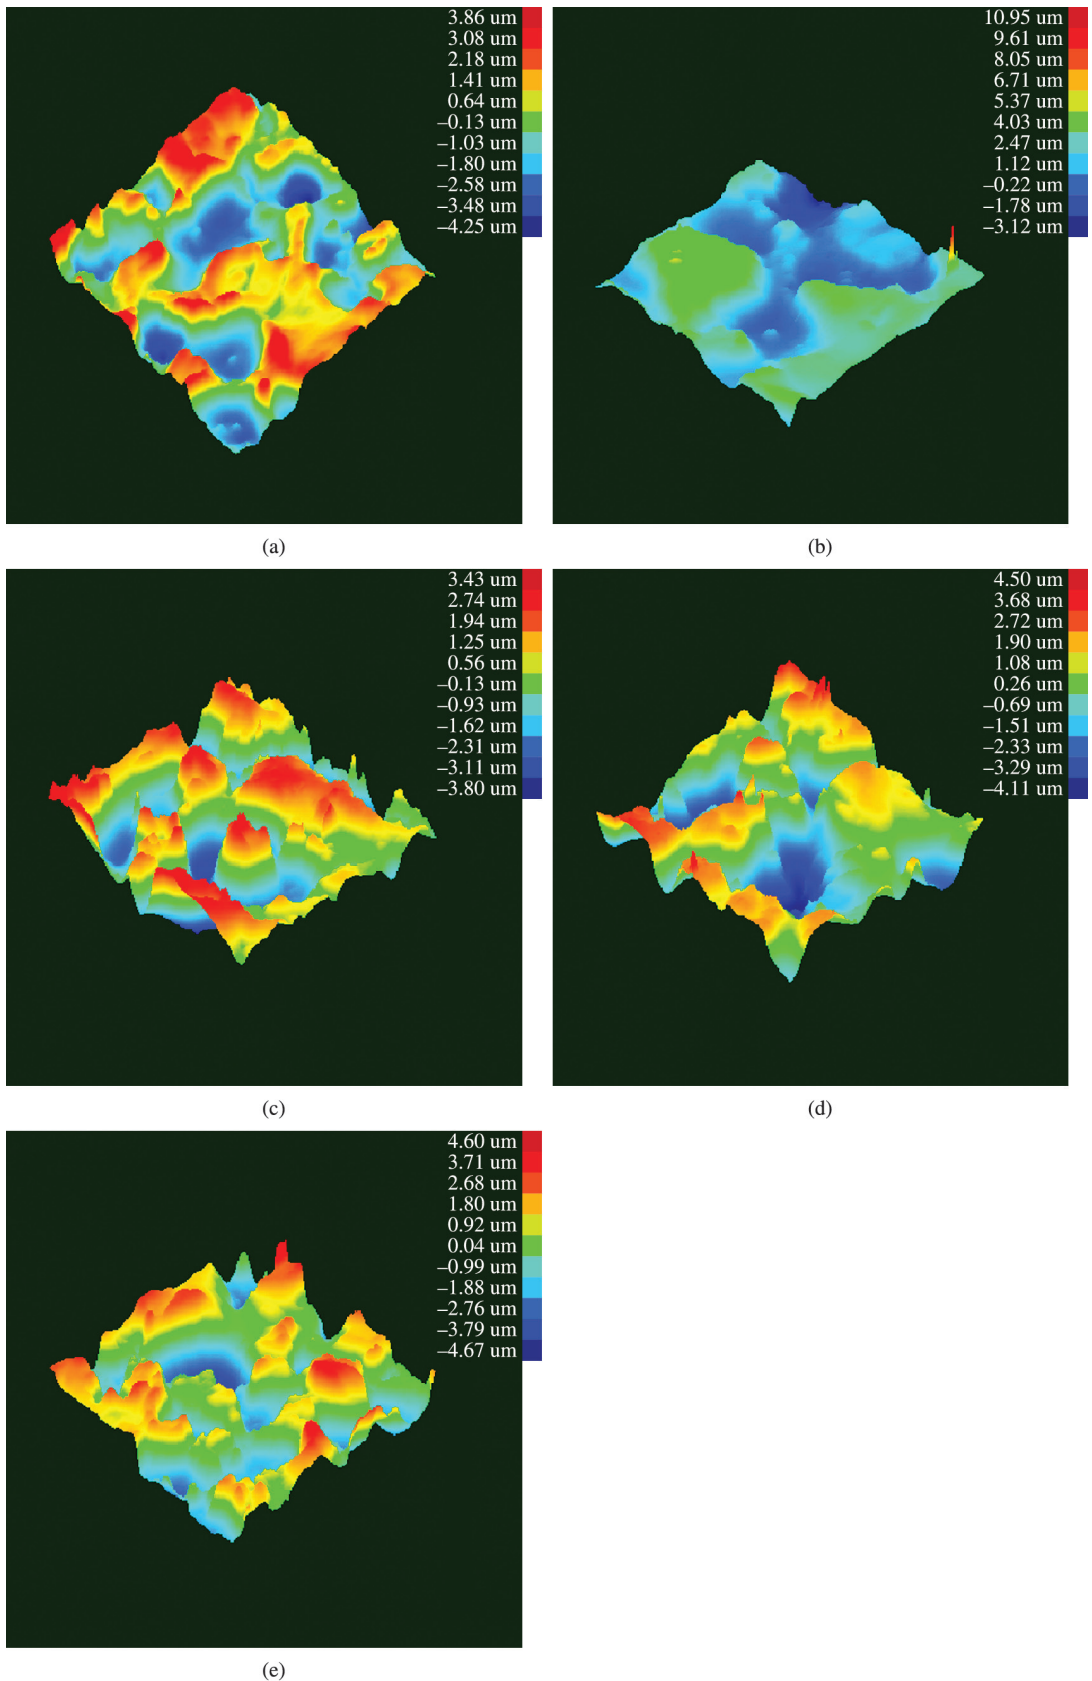 3.86 um
3.08 um
2.18 um
1.41 um
0.64 um
–0.13 um
–1.03 um
–1.80 um
–2.58 um
–3.48 um
–4.25 um
(a)
10.95 um
9.61 um
8.05 um
6.71 um
5.37 um
4.03 um
2.47 um
1.12 um
–0.22 um
–1.78 um
–3.12 um
(b)
3.43 um
2.74 um
1.94 um
1.25 um
0.56 um
–0.13 um
–0.93 um
–1.62 um
–2.31 um
–3.11 um
–3.80 um
(c)
4.50 um
3.68 um
2.72 um
1.90 um
1.08 um
0.26 um
–0.69 um
–1.51 um
–2.33 um
–3.29 um
–4.11 um
(d)
4.60 um
3.71 um
2.68 um
1.80 um
0.92 um
0.04 um
–0.99 um
–1.88 um
–2.76 um
–3.79 um
–4.67 um
(e)